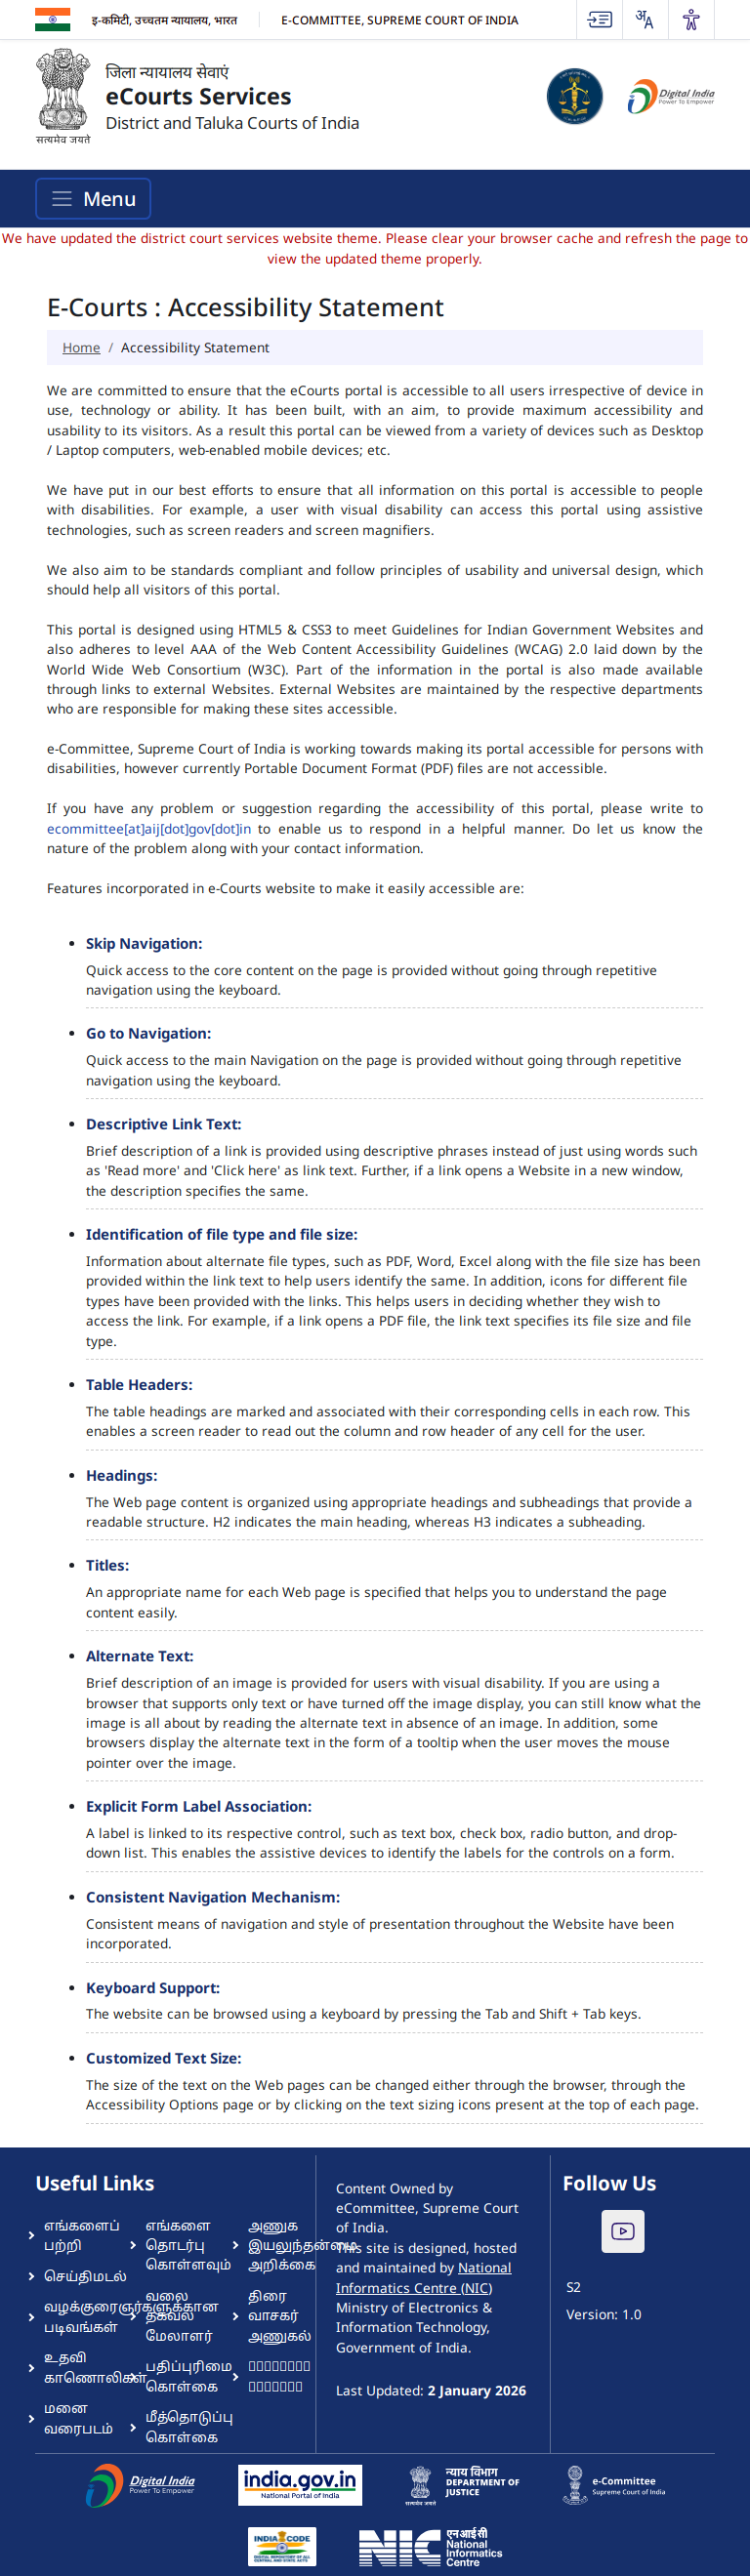 इ-कमिटी, उच्चतम न्यायालय, भारत
E-COMMITTEE, SUPREME COURT OF INDIA
अ A
सत्यमेव जयते
जिला न्यायालय सेवाएं
eCourts Services
District and Taluka Courts of India
Digital India
Power To Empower
Menu
We have updated the district court services website theme. Please clear your browser cache and refresh the page to
view the updated theme properly.
E-Courts : Accessibility Statement
Home / Accessibility Statement
We are committed to ensure that the eCourts portal is accessible to all users irrespective of device in
use, technology or ability. It has been built, with an aim, to provide maximum accessibility and
usability to its visitors. As a result this portal can be viewed from a variety of devices such as Desktop
/ Laptop computers, web-enabled mobile devices; etc.
We have put in our best efforts to ensure that all information on this portal is accessible to people
with disabilities. For example, a user with visual disability can access this portal using assistive
technologies, such as screen readers and screen magnifiers.
We also aim to be standards compliant and follow principles of usability and universal design, which
should help all visitors of this portal.
This portal is designed using HTML5 & CSS3 to meet Guidelines for Indian Government Websites and
also adheres to level AAA of the Web Content Accessibility Guidelines (WCAG) 2.0 laid down by the
World Wide Web Consortium (W3C). Part of the information in the portal is also made available
through links to external Websites. External Websites are maintained by the respective departments
who are responsible for making these sites accessible.
e-Committee, Supreme Court of India is working towards making its portal accessible for persons with
disabilities, however currently Portable Document Format (PDF) files are not accessible.
If you have any problem or suggestion regarding the accessibility of this portal, please write to
ecommittee[at]aij[dot]gov[dot]in to enable us to respond in a helpful manner. Do let us know the
nature of the problem along with your contact information.
Features incorporated in e-Courts website to make it easily accessible are:
• Skip Navigation:
Quick access to the core content on the page is provided without going through repetitive
navigation using the keyboard.
• Go to Navigation:
Quick access to the main Navigation on the page is provided without going through repetitive
navigation using the keyboard.
• Descriptive Link Text:
Brief description of a link is provided using descriptive phrases instead of just using words such
as 'Read more' and 'Click here' as link text. Further, if a link opens a Website in a new window,
the description specifies the same.
• Identification of file type and file size:
Information about alternate file types, such as PDF, Word, Excel along with the file size has been
provided within the link text to help users identify the same. In addition, icons for different file
types have been provided with the links. This helps users in deciding whether they wish to
access the link. For example, if a link opens a PDF file, the link text specifies its file size and file
type.
• Table Headers:
The table headings are marked and associated with their corresponding cells in each row. This
enables a screen reader to read out the column and row header of any cell for the user.
• Headings:
The Web page content is organized using appropriate headings and subheadings that provide a
readable structure. H2 indicates the main heading, whereas H3 indicates a subheading.
• Titles:
An appropriate name for each Web page is specified that helps you to understand the page
content easily.
• Alternate Text:
Brief description of an image is provided for users with visual disability. If you are using a
browser that supports only text or have turned off the image display, you can still know what the
image is all about by reading the alternate text in absence of an image. In addition, some
browsers display the alternate text in the form of a tooltip when the user moves the mouse
pointer over the image.
• Explicit Form Label Association:
A label is linked to its respective control, such as text box, check box, radio button, and drop-
down list. This enables the assistive devices to identify the labels for the controls on a form.
• Consistent Navigation Mechanism:
Consistent means of navigation and style of presentation throughout the Website have been
incorporated.
• Keyboard Support:
The website can be browsed using a keyboard by pressing the Tab and Shift + Tab keys.
• Customized Text Size:
The size of the text on the Web pages can be changed either through the browser, through the
Accessibility Options page or by clicking on the text sizing icons present at the top of each page.
Useful Links
எங்களைப்
பற்றி
செய்திமடல்
வழக்குரைஞர்களுக்கான
படிவங்கள்
உதவி
காணொலிகள்
மனை
வரைபடம்
எங்களை
தொடர்பு
கொள்ளவும்
வலை
தகவல்
மேலாளர்
பதிப்புரிமை
கொள்கை
மீத்தொடுப்பு
கொள்கை
அணுக
இயலுந்தன்மை
அறிக்கை
திரை
வாசகர்
அணுகல்
Content Owned by
eCommittee, Supreme Court
of India.
This site is designed, hosted
and maintained by National
Informatics Centre (NIC)
Ministry of Electronics &
Information Technology,
Government of India.
Last Updated: 2 January 2026
Follow Us
S2
Version: 1.0
Digital India
Power To Empower
india.gov.in
National Portal of India
सत्यमेव जयते
न्याय विभाग
DEPARTMENT OF
JUSTICE
e-Committee
Supreme Court of India
INDIA CODE
DIGITAL REPOSITORY OF ALL
CENTRAL AND STATE ACTS
NIC
एनआईसी
National
Informatics
Centre